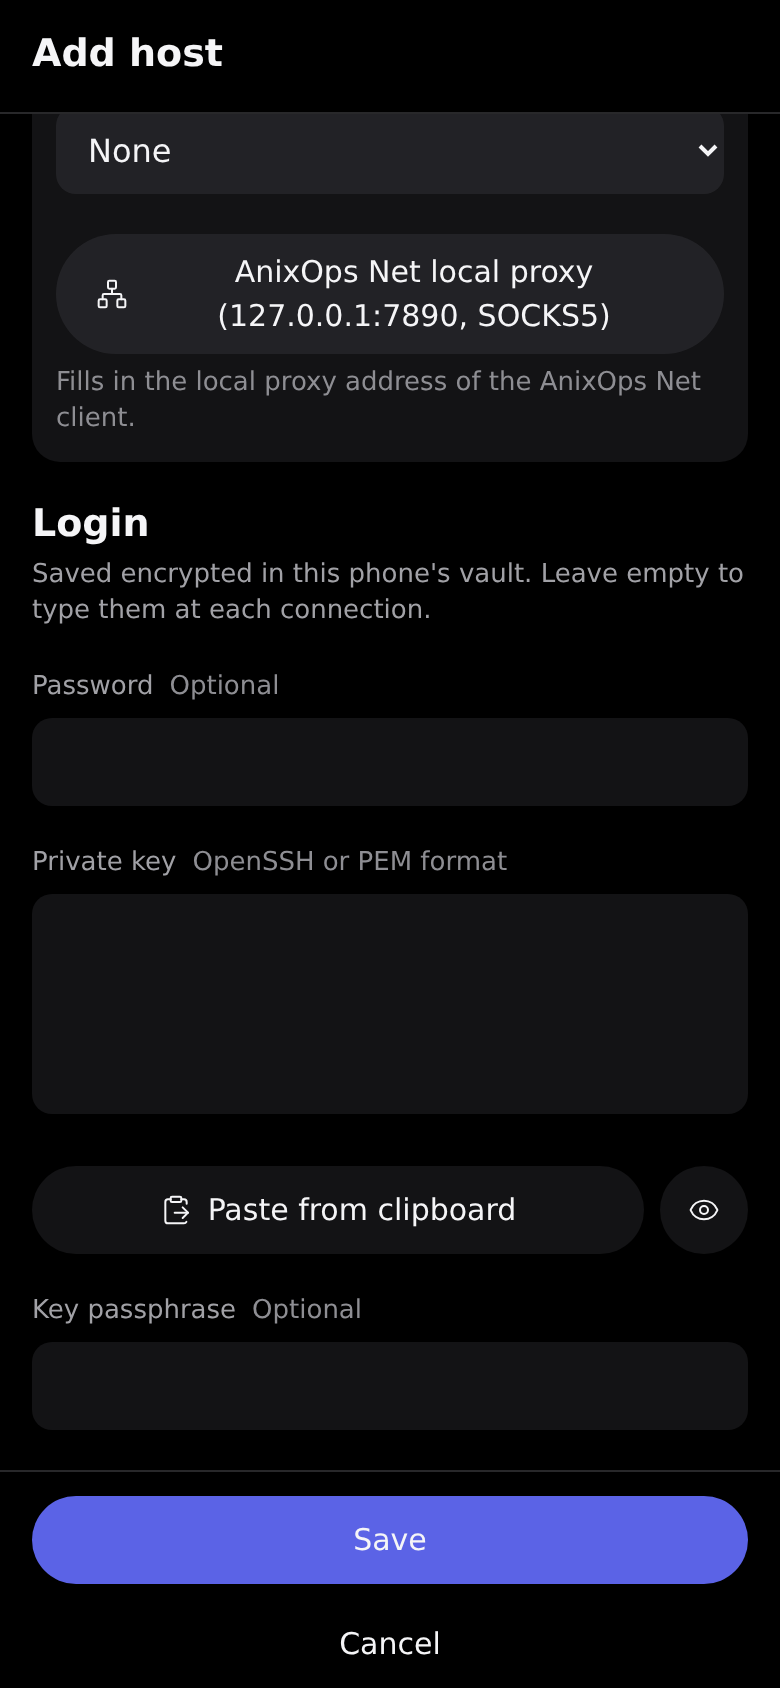 Add host
None
AnixOps Net local proxy
(127.0.0.1:7890, SOCKS5)
Fills in the local proxy address of the AnixOps Net
client.
Login
Saved encrypted in this phone's vault. Leave empty to
type them at each connection.
Password Optional
Private key OpenSSH or PEM format
Paste from clipboard
Key passphrase Optional
Save
Cancel